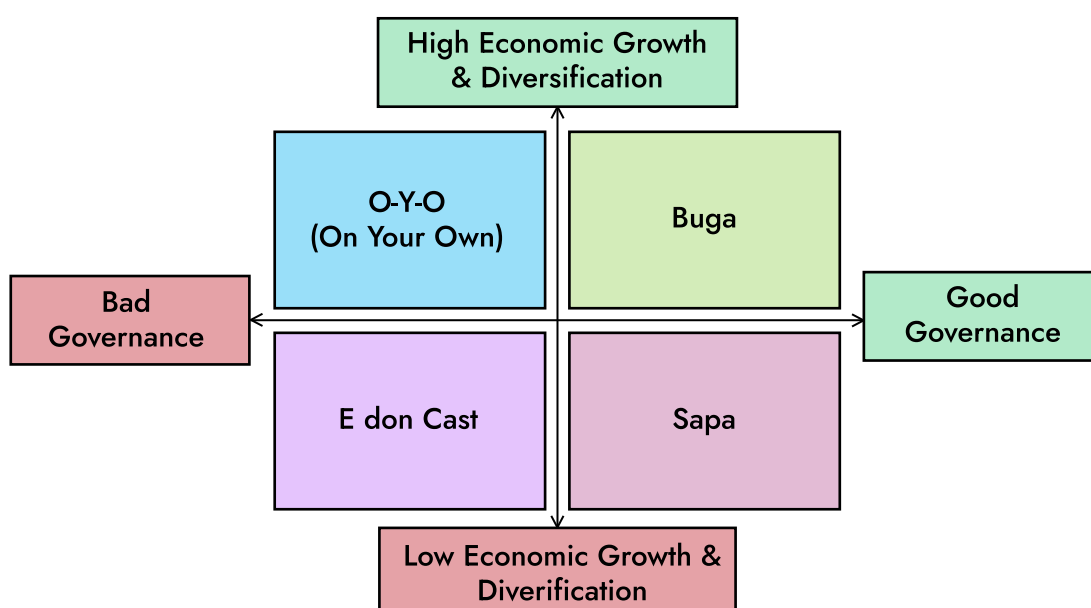 High Economic Growth
& Diversification
O-Y-O
(On Your Own)
Buga
Bad
Governance
Good
Governance
E don Cast
Sapa
Low Economic Growth &
Diverification